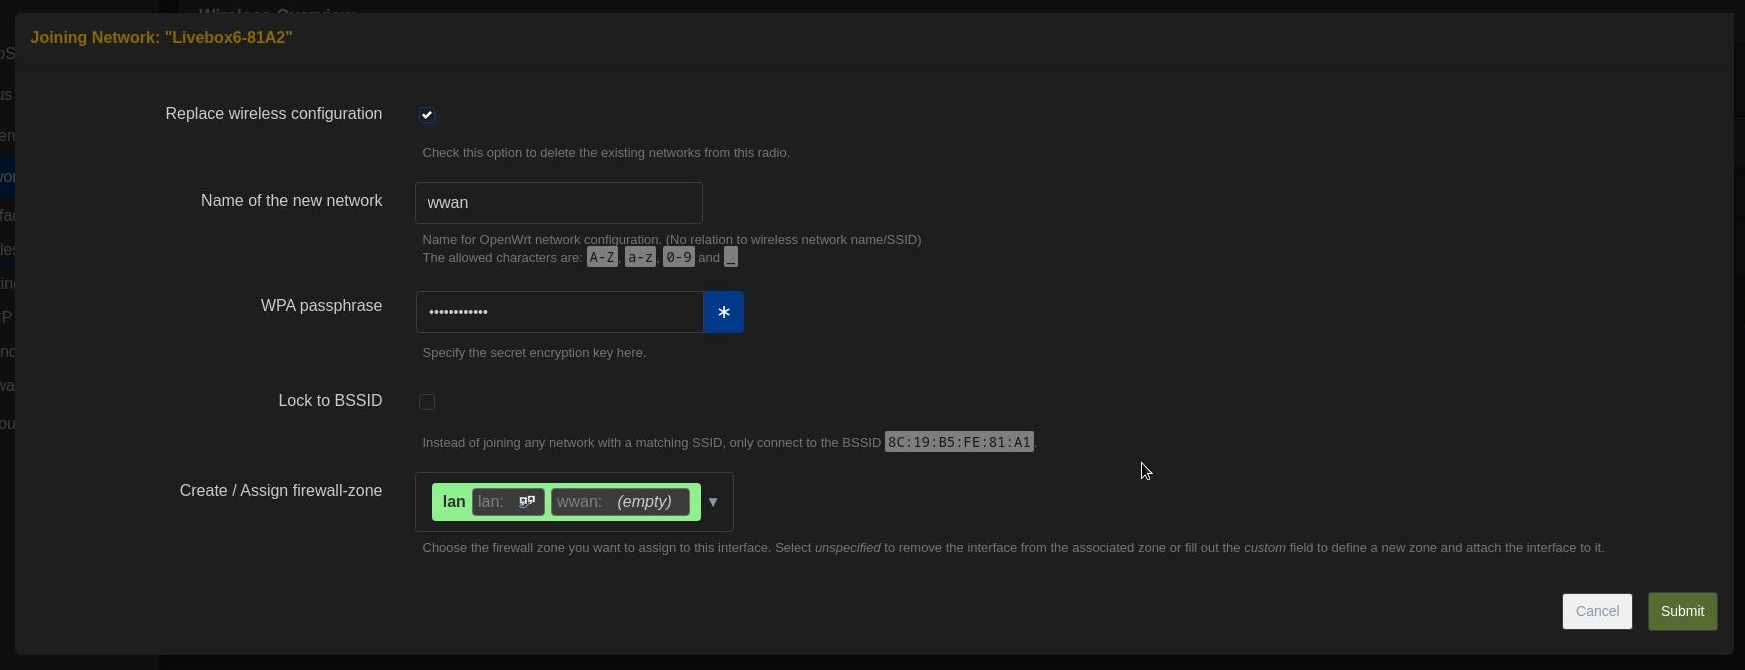 Wireless Overview
Joining Network: "Livebox6-81A2"
Replace wireless configuration
Check this option to delete the existing networks from this radio.
Name of the new network
wwan
Name for OpenWrt network configuration. (No relation to wireless network name/SSID)
The allowed characters are: A-Z, a-z, 0-9 and _
WPA passphrase
••••••••••••
*
Specify the secret encryption key here.
Lock to BSSID
Instead of joining any network with a matching SSID, only connect to the BSSID 8C:19:B5:FE:81:A1.
Create / Assign firewall-zone
lan lan: wwan: (empty) ▼
Choose the firewall zone you want to assign to this interface. Select unspecified to remove the interface from the associated zone or fill out the custom field to define a new zone and attach the interface to it.
Cancel Submit